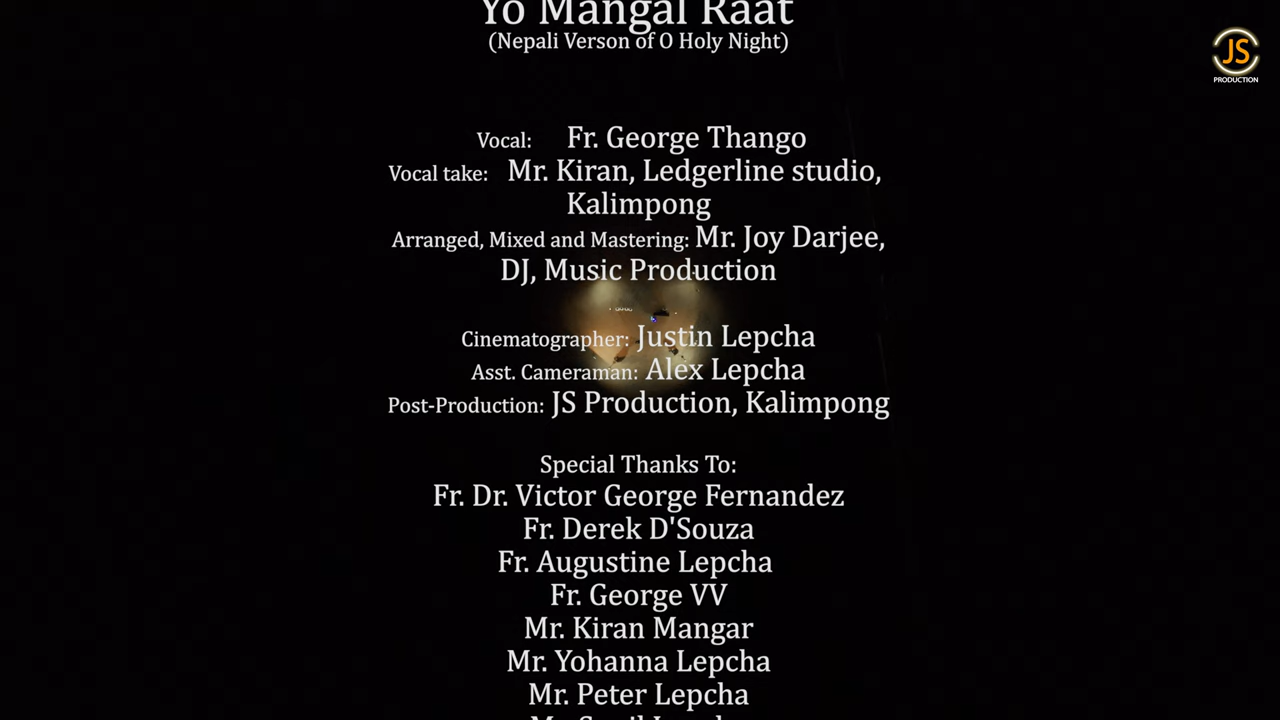 Yo Mangal Raat
(Nepali Verson of O Holy Night)
JS
PRODUCTION
Vocal: Fr. George Thango
Vocal take: Mr. Kiran, Ledgerline studio,
Kalimpong
Arranged, Mixed and Mastering: Mr. Joy Darjee,
DJ, Music Production
Cinematographer: Justin Lepcha
Asst. Cameraman: Alex Lepcha
Post-Production: JS Production, Kalimpong
Special Thanks To:
Fr. Dr. Victor George Fernandez
Fr. Derek D'Souza
Fr. Augustine Lepcha
Fr. George VV
Mr. Kiran Mangar
Mr. Yohanna Lepcha
Mr. Peter Lepcha